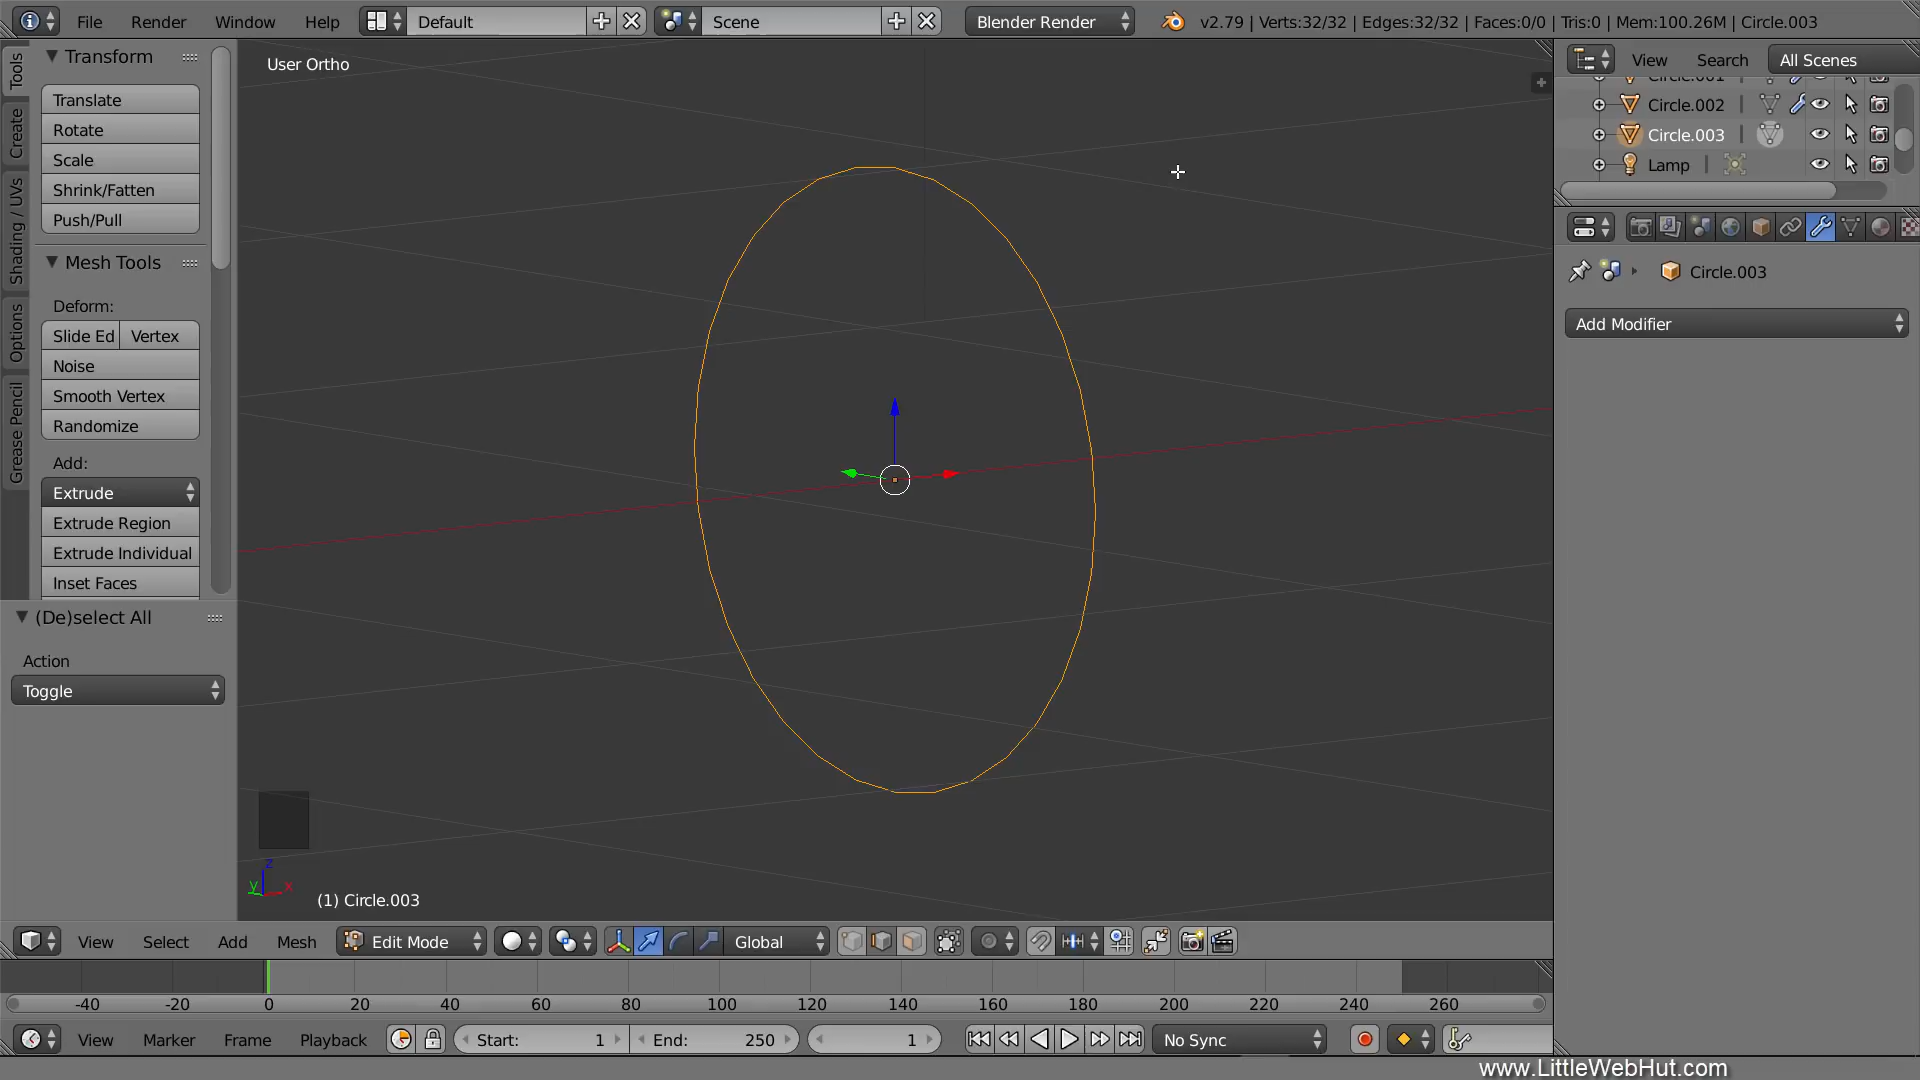 File Render Window Help Default Scene Blender Render v2.79 | Verts:32/32 | Edges:32/32 | Faces:0/0 | Tris:0 | Mem:100.26M | Circle.003
Tools
Create
Shading / UVs
Options
Grease Pencil
Transform
Translate
Rotate
Scale
Shrink/Fatten
Push/Pull
Mesh Tools
Deform:
Slide Ed Vertex
Noise
Smooth Vertex
Randomize
Add:
Extrude
Extrude Region
Extrude Individual
Inset Faces
(De)select All
Action
Toggle
User Ortho
z
y x
(1) Circle.003
View Search All Scenes
Circle.001
Circle.002
Circle.003
Lamp
Circle.003
Add Modifier
View Select Add Mesh Edit Mode Global
-40 -20 0 20 40 60 80 100 120 140 160 180 200 220 240 260
View Marker Frame Playback Start: 1 End: 250 1 No Sync
www.LittleWebHut.com